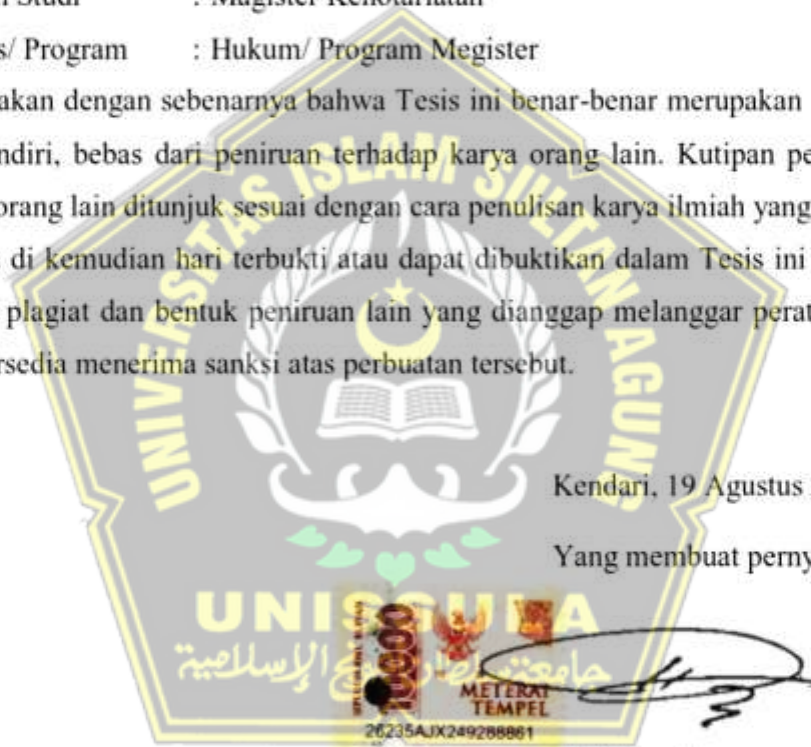 Studi : Magister Kenotariatan
s/ Program : Hukum/ Program Megister
akan dengan sebenarnya bahwa Tesis ini benar-benar merupakan
ndiri, bebas dari peniruan terhadap karya orang lain. Kutipan pe
orang lain ditunjuk sesuai dengan cara penulisan karya ilmiah yang
di kemudian hari terbukti atau dapat dibuktikan dalam Tesis ini
plagiat dan bentuk peniruan lain yang dianggap melanggar perat
rsedia menerima sanksi atas perbuatan tersebut.
UNIVERSITAS ISLAM SULTAN AGUNG
Kendari, 19 Agustus
Yang membuat perny
UNISSULA
جامعة سلطان أجونج الإسلامية
10000
METERAI
TEMPEL
26235AJX249288861